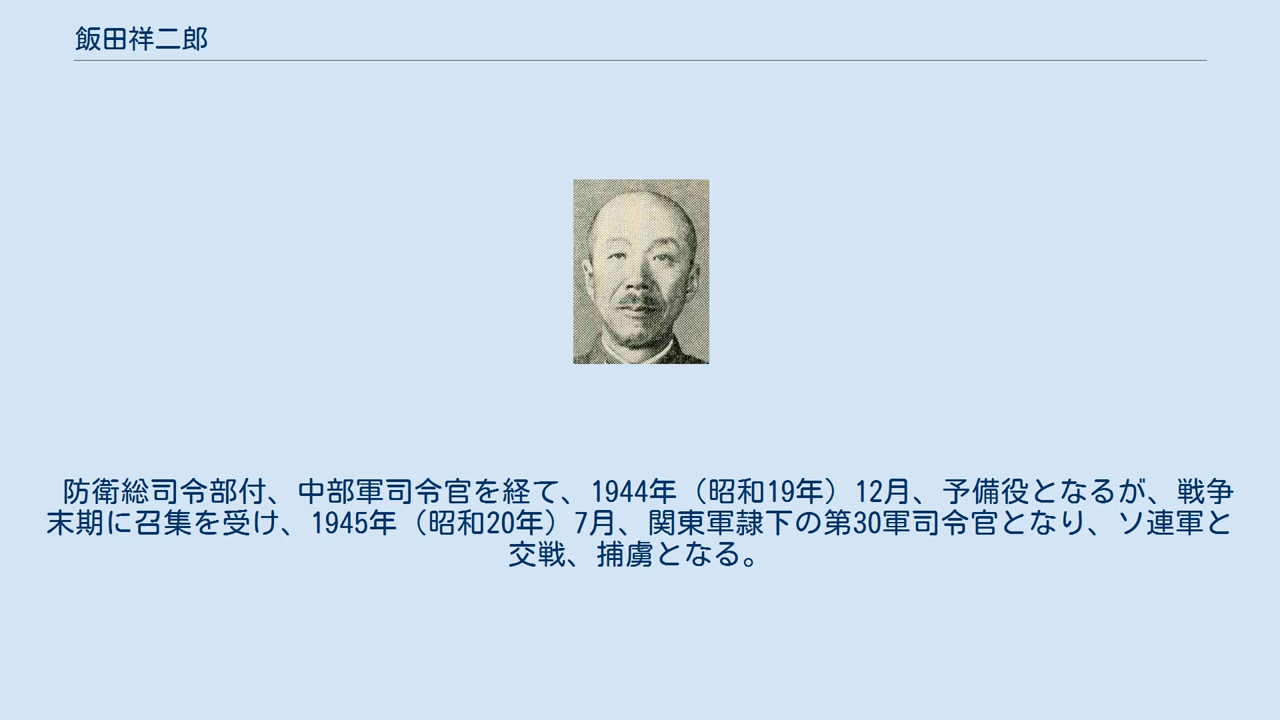 飯田祥二郎
防衛総司令部付、中部軍司令官を経て、1944年（昭和19年）12月、予備役となるが、戦争
末期に召集を受け、1945年（昭和20年）7月、関東軍隷下の第30軍司令官となり、ソ連軍と
交戦、捕虜となる。